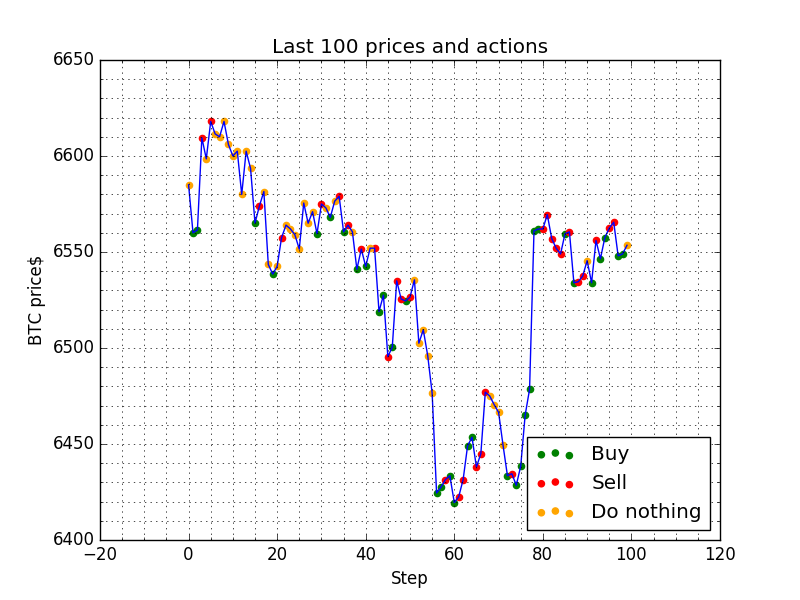 Last 100 prices and actions
6650
6600
6550
6500
6450
6400
BTC price$
Buy
Sell
Do nothing
−20 0 20 40 60 80 100 120
Step